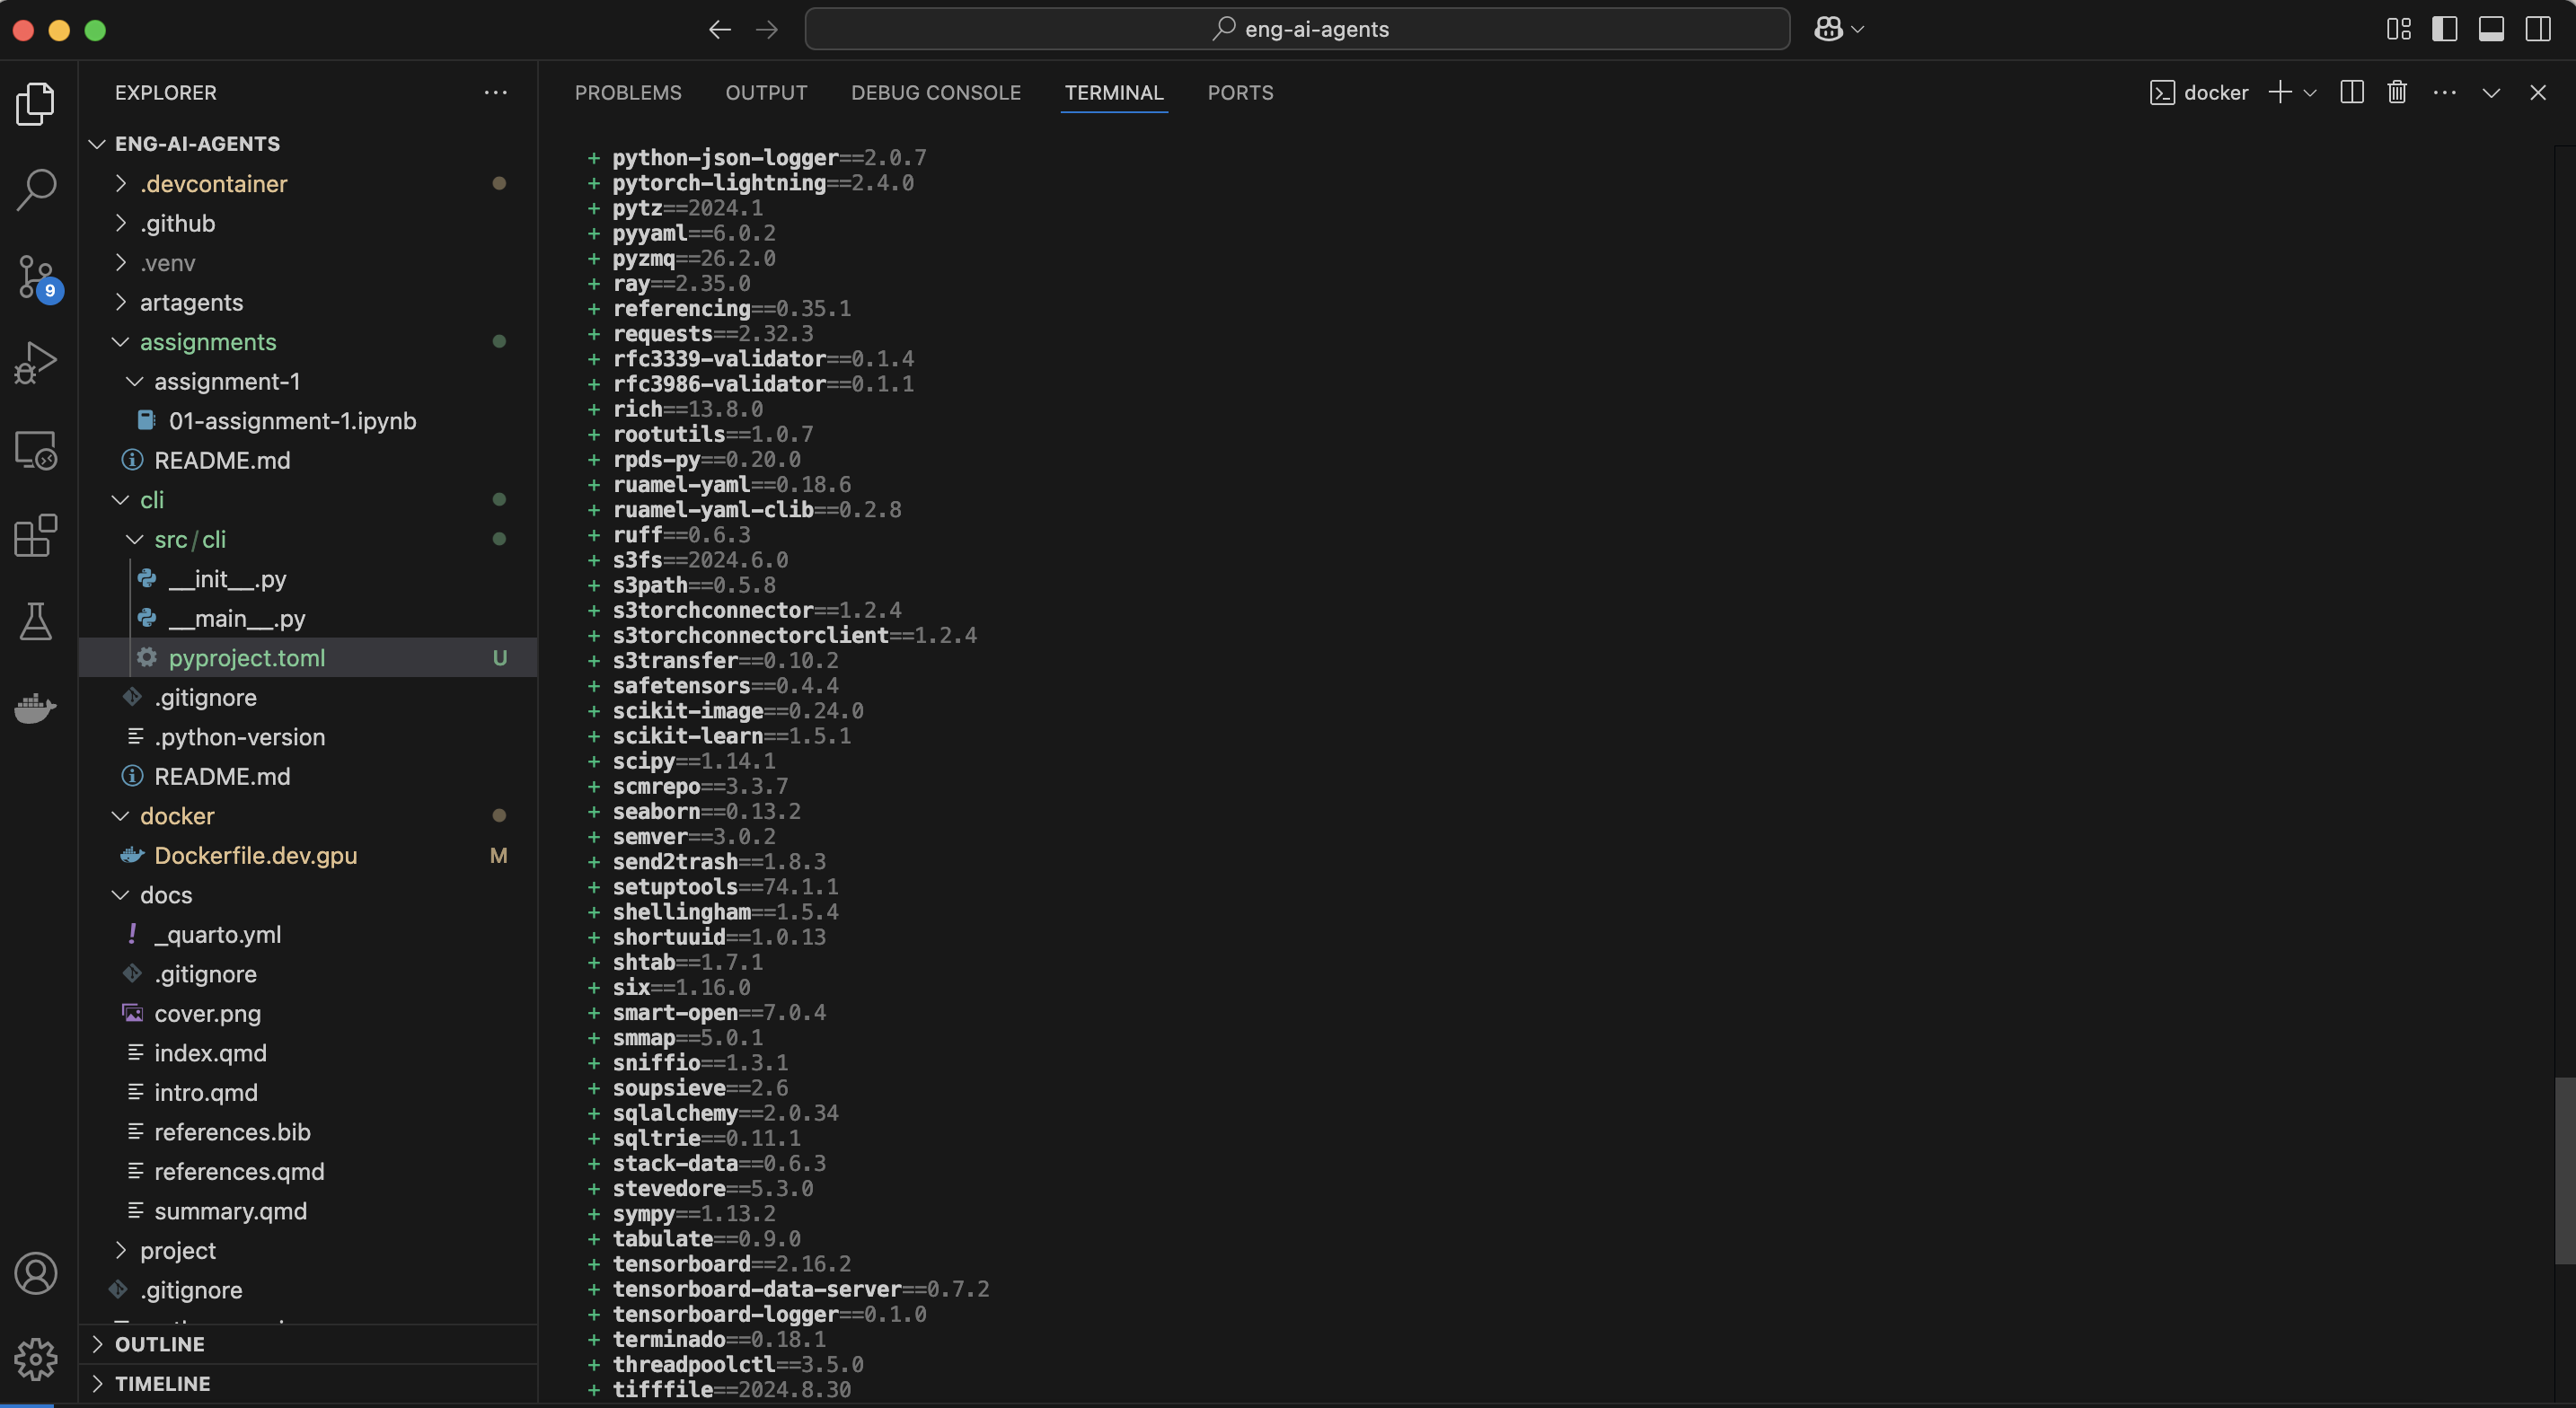 eng-ai-agents
EXPLORER
ENG-AI-AGENTS
.devcontainer
.github
.venv
artagents
assignments
assignment-1
01-assignment-1.ipynb
README.md
cli
src/cli
__init__.py
__main__.py
pyproject.toml U
.gitignore
.python-version
README.md
docker
Dockerfile.dev.gpu M
docs
_quarto.yml
.gitignore
cover.png
index.qmd
intro.qmd
references.bib
references.qmd
summary.qmd
project
.gitignore
OUTLINE
TIMELINE
9
PROBLEMS OUTPUT DEBUG CONSOLE TERMINAL PORTS
docker
+ python-json-logger==2.0.7
+ pytorch-lightning==2.4.0
+ pytz==2024.1
+ pyyaml==6.0.2
+ pyzmq==26.2.0
+ ray==2.35.0
+ referencing==0.35.1
+ requests==2.32.3
+ rfc3339-validator==0.1.4
+ rfc3986-validator==0.1.1
+ rich==13.8.0
+ rootutils==1.0.7
+ rpds-py==0.20.0
+ ruamel-yaml==0.18.6
+ ruamel-yaml-clib==0.2.8
+ ruff==0.6.3
+ s3fs==2024.6.0
+ s3path==0.5.8
+ s3torchconnector==1.2.4
+ s3torchconnectorclient==1.2.4
+ s3transfer==0.10.2
+ safetensors==0.4.4
+ scikit-image==0.24.0
+ scikit-learn==1.5.1
+ scipy==1.14.1
+ scmrepo==3.3.7
+ seaborn==0.13.2
+ semver==3.0.2
+ send2trash==1.8.3
+ setuptools==74.1.1
+ shellingham==1.5.4
+ shortuuid==1.0.13
+ shtab==1.7.1
+ six==1.16.0
+ smart-open==7.0.4
+ smmap==5.0.1
+ sniffio==1.3.1
+ soupsieve==2.6
+ sqlalchemy==2.0.34
+ sqltrie==0.11.1
+ stack-data==0.6.3
+ stevedore==5.3.0
+ sympy==1.13.2
+ tabulate==0.9.0
+ tensorboard==2.16.2
+ tensorboard-data-server==0.7.2
+ tensorboard-logger==0.1.0
+ terminado==0.18.1
+ threadpoolctl==3.5.0
+ tifffile==2024.8.30